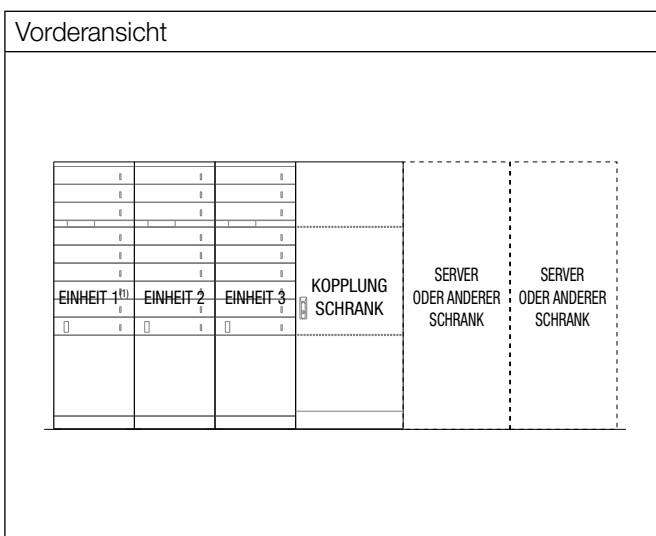 Vorderansicht
EINHEIT 1(1)
EINHEIT 2
EINHEIT 3
KOPPLUNG
SCHRANK
SERVER
ODER ANDERER
SCHRANK
SERVER
ODER ANDERER
SCHRANK